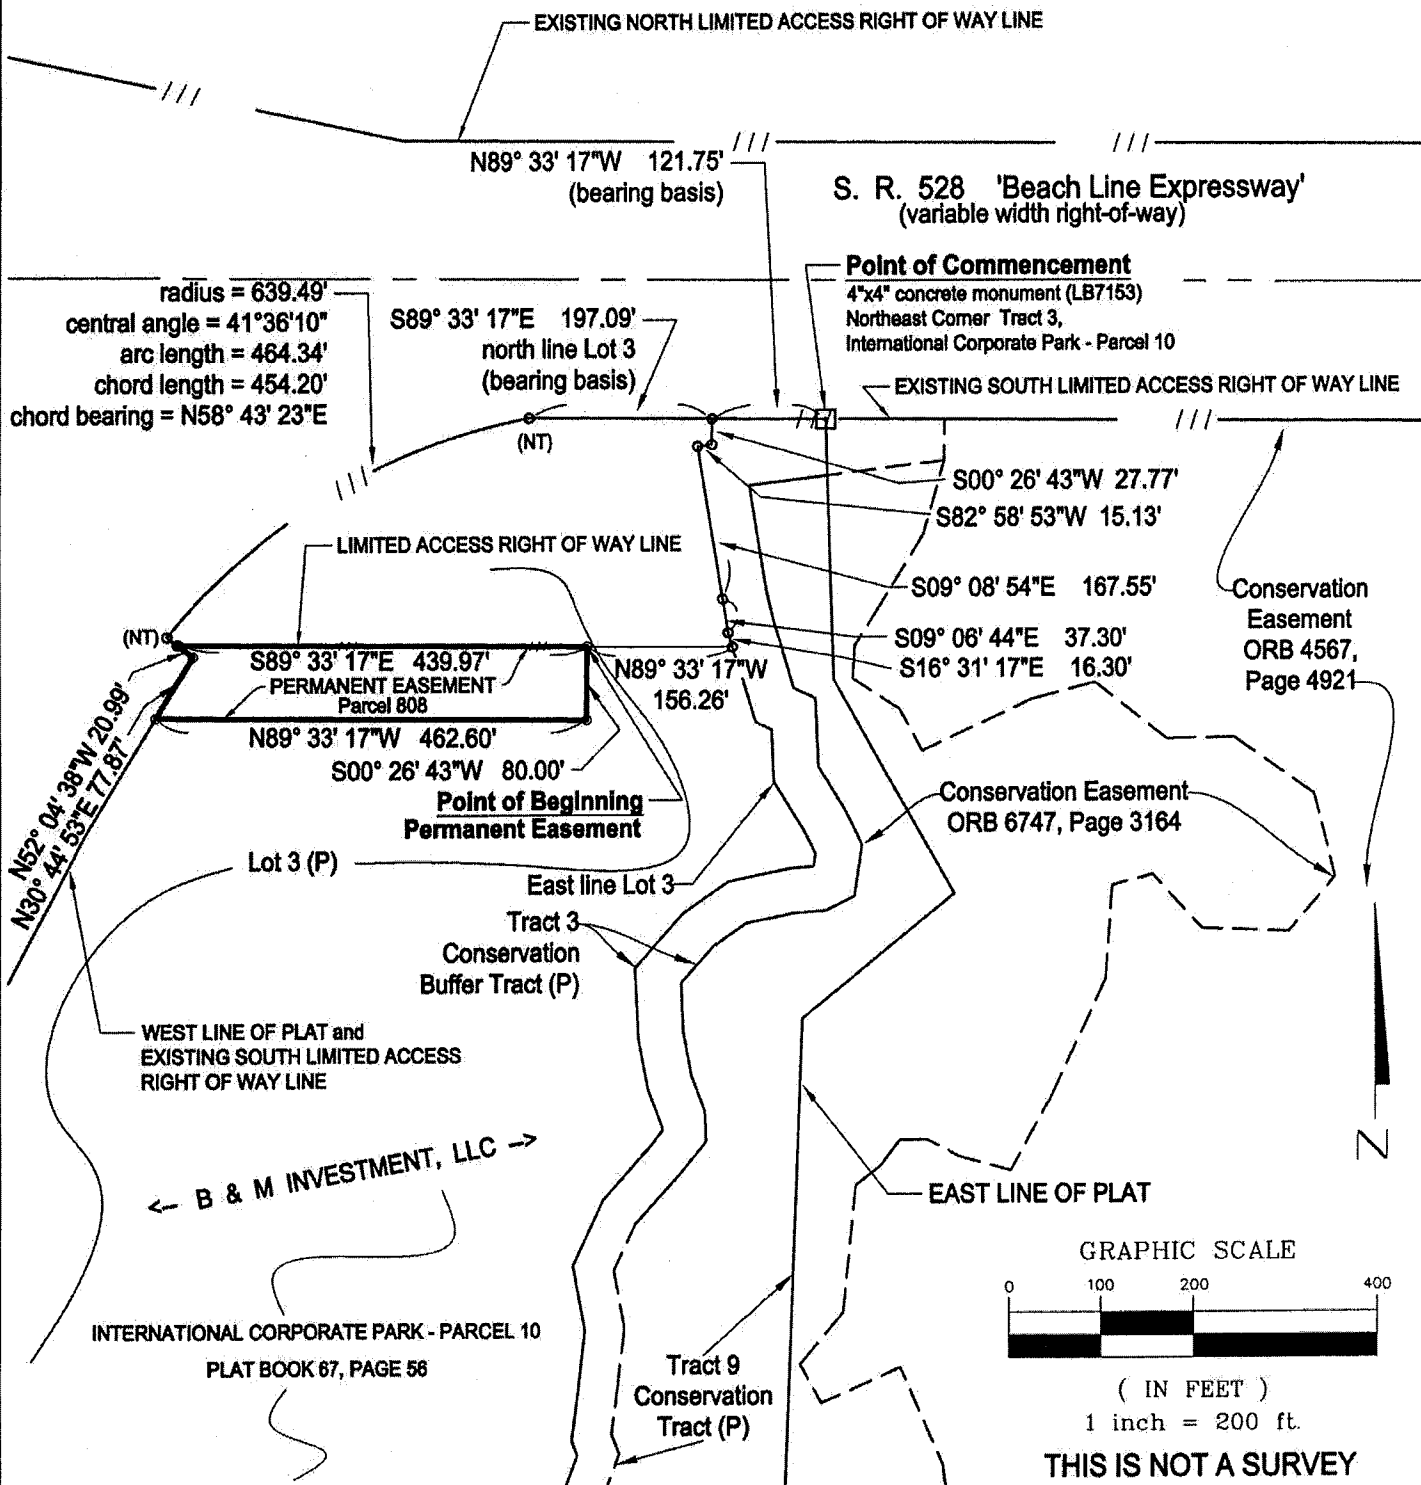 EXISTING NORTH LIMITED ACCESS RIGHT OF WAY LINE
N89° 33' 17"W 121.75'
(bearing basis)
S. R. 528 'Beach Line Expressway'
(variable width right-of-way)
Point of Commencement
4"x4" concrete monument (LB7153)
Northeast Corner Tract 3,
International Corporate Park - Parcel 10
radius = 639.49'
central angle = 41°36'10"
arc length = 464.34'
chord length = 454.20'
chord bearing = N58° 43' 23"E
S89° 33' 17"E 197.09'
north line Lot 3
(bearing basis)
EXISTING SOUTH LIMITED ACCESS RIGHT OF WAY LINE
(NT)
S00° 26' 43"W 27.77'
S82° 58' 53"W 15.13'
LIMITED ACCESS RIGHT OF WAY LINE
S09° 08' 54"E 167.55'
Conservation
Easement
ORB 4567,
Page 4921
(NT)
S09° 06' 44"E 37.30'
S16° 31' 17"E 16.30'
S89° 33' 17"E 439.97'
PERMANENT EASEMENT
Parcel 808
N89° 33' 17"W
156.26'
N89° 33' 17"W 462.60'
S00° 26' 43"W 80.00'
N52° 04' 38"W 20.99'
N30° 44' 53"E 77.87'
Point of Beginning
Permanent Easement
Conservation Easement
ORB 6747, Page 3164
Lot 3 (P)
East line Lot 3
Tract 3
Conservation
Buffer Tract (P)
WEST LINE OF PLAT and
EXISTING SOUTH LIMITED ACCESS
RIGHT OF WAY LINE
N
<-- B & M INVESTMENT, LLC -->
EAST LINE OF PLAT
GRAPHIC SCALE
0 100 200 400
( IN FEET )
1 inch = 200 ft.
INTERNATIONAL CORPORATE PARK - PARCEL 10
PLAT BOOK 67, PAGE 56
Tract 9
Conservation
Tract (P)
THIS IS NOT A SURVEY